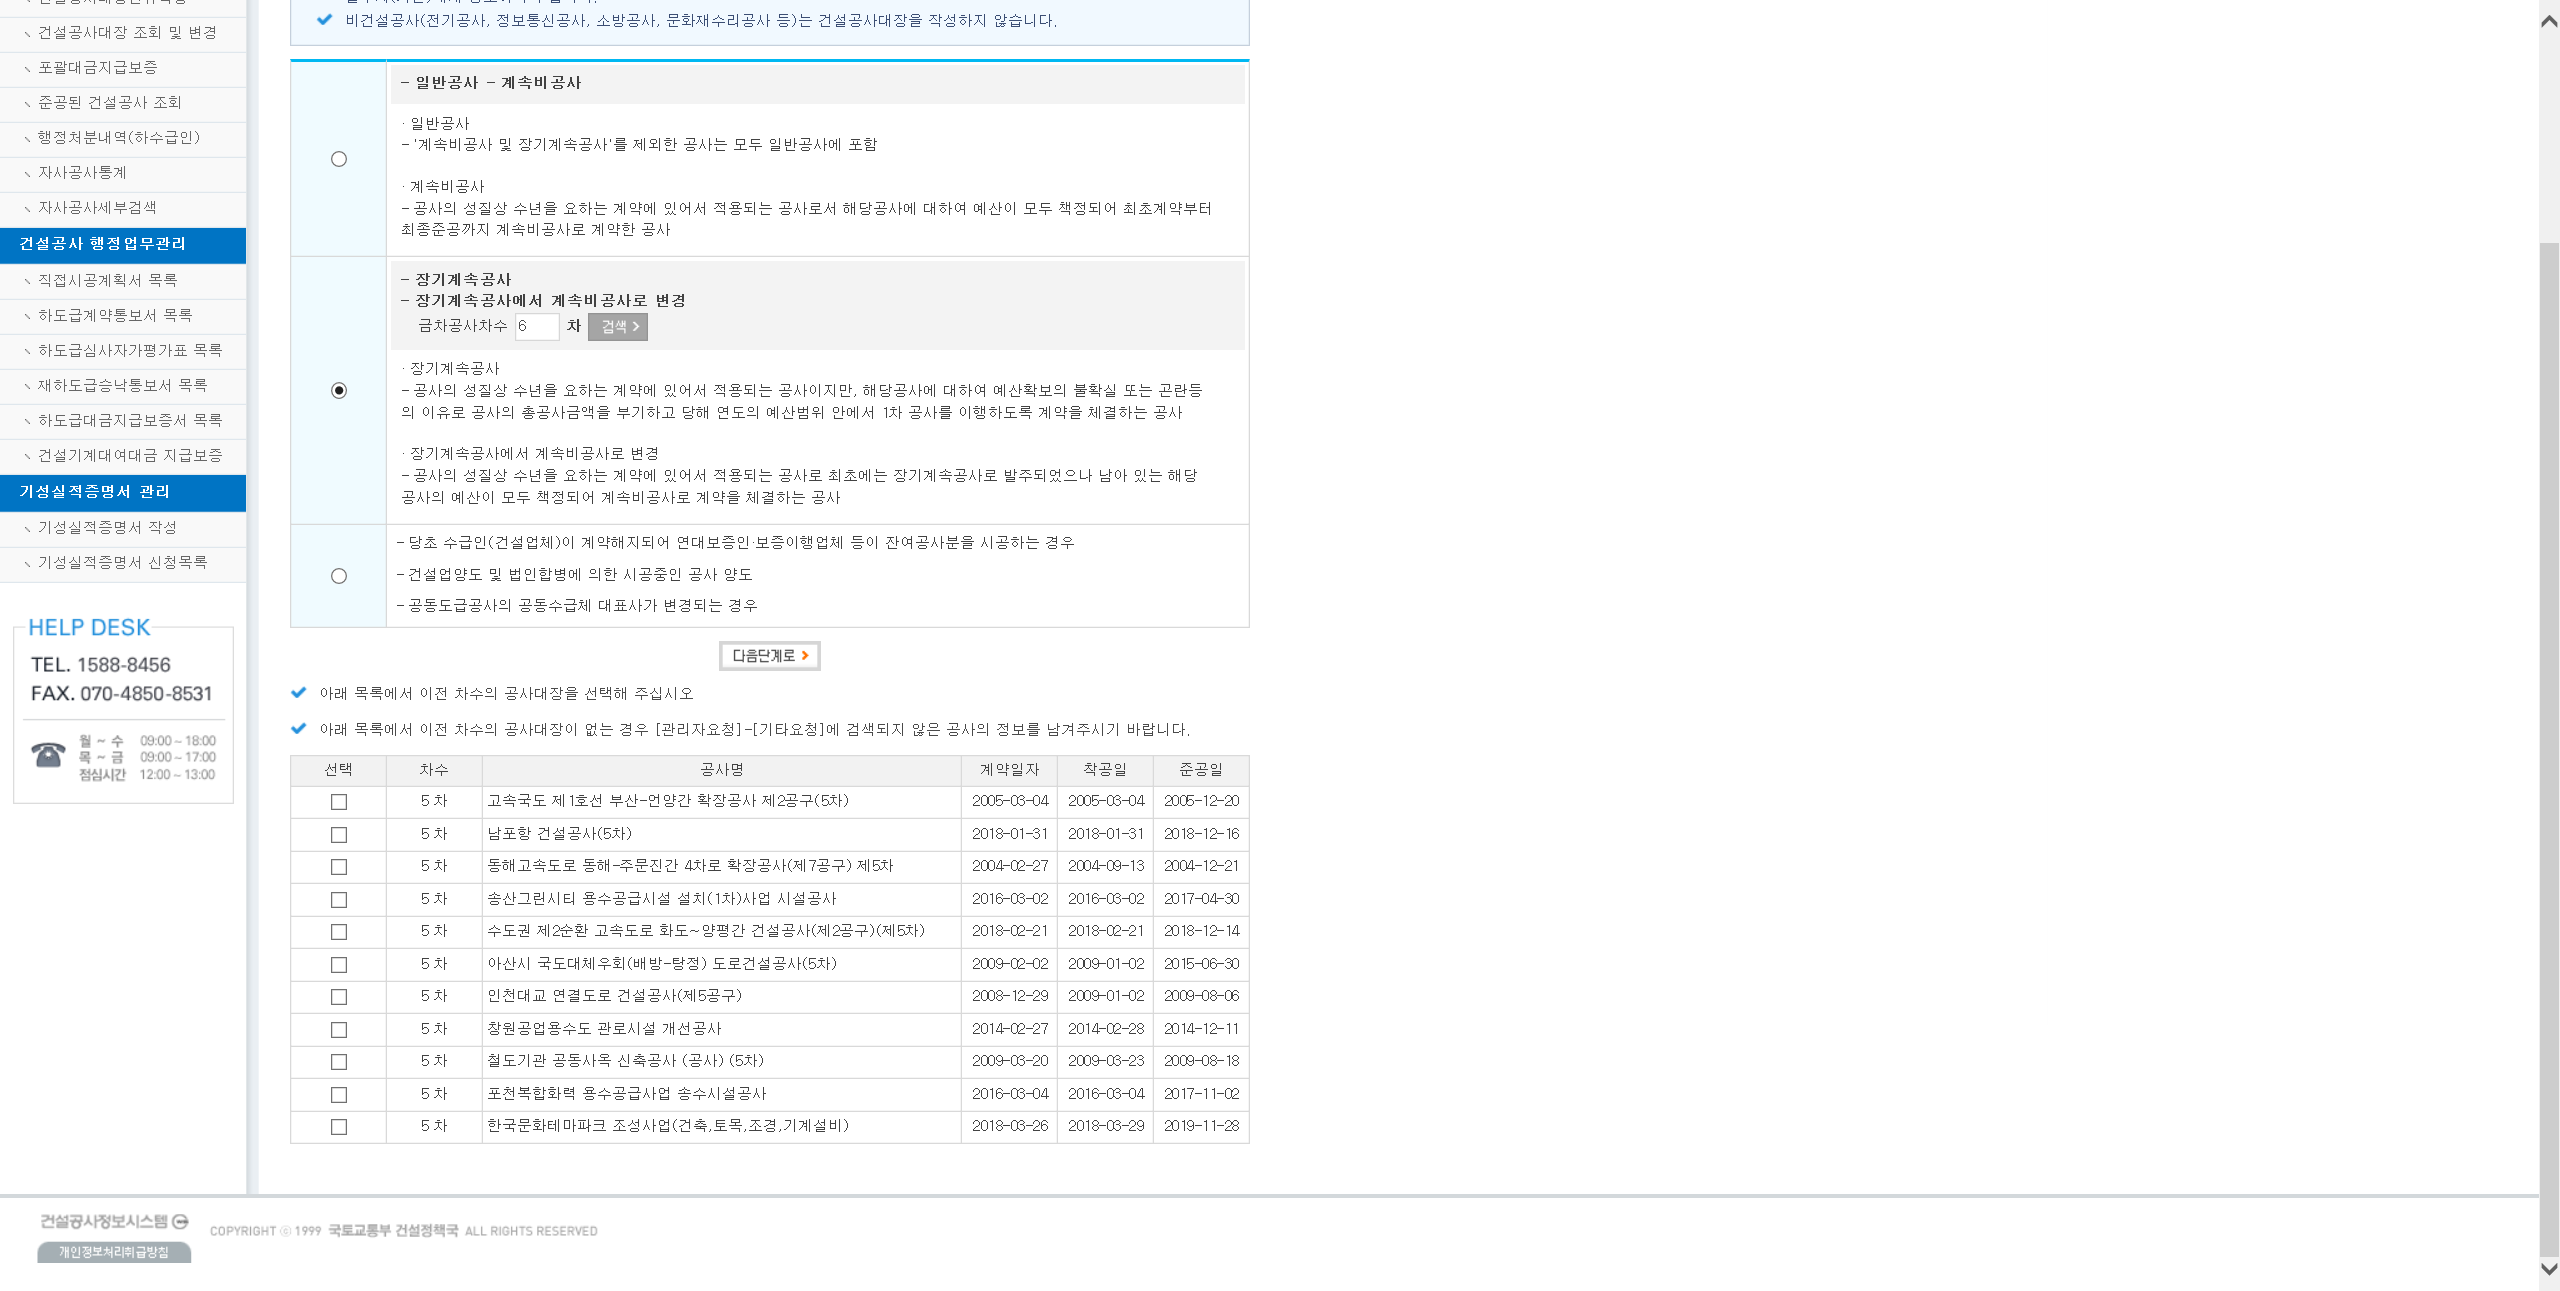 건설공사대장 조회 및 변경
포괄대금지급보증
준공된 건설공사 조회
행정처분내역(하수급인)
자사공사통계
자사공사세부검색
건설공사 행정업무관리
직접시공계획서 목록
하도급계약통보서 목록
하도급심사자가평가표 목록
재하도급승낙통보서 목록
하도급대금지급보증서 목록
건설기계대여대금 지급보증
기성실적증명서 관리
기성실적증명서 작성
기성실적증명서 신청목록
HELP DESK
TEL. 1588-8456
FAX. 070-4850-8531
월 ~ 수 09:00 ~ 18:00
목 ~ 금 09:00 ~ 17:00
점심시간 12:00 ~ 13:00
비건설공사(전기공사, 정보통신공사, 소방공사, 문화재수리공사 등)는 건설공사대장을 작성하지 않습니다.
- 일반공사 - 계속비공사
· 일반공사
- '계속비공사 및 장기계속공사'를 제외한 공사는 모두 일반공사에 포함
· 계속비공사
- 공사의 성질상 수년을 요하는 계약에 있어서 적용되는 공사로서 해당공사에 대하여 예산이 모두 책정되어 최초계약부터
최종준공까지 계속비공사로 계약한 공사
- 장기계속공사
- 장기계속공사에서 계속비공사로 변경
금차공사차수 6 차 검색
· 장기계속공사
- 공사의 성질상 수년을 요하는 계약에 있어서 적용되는 공사이지만, 해당공사에 대하여 예산확보의 불확실 또는 곤란등
의 이유로 공사의 총공사금액을 부기하고 당해 연도의 예산범위 안에서 1차 공사를 이행하도록 계약을 체결하는 공사
· 장기계속공사에서 계속비공사로 변경
- 공사의 성질상 수년을 요하는 계약에 있어서 적용되는 공사로 최초에는 장기계속공사로 발주되었으나 남아 있는 해당
공사의 예산이 모두 책정되어 계속비공사로 계약을 체결하는 공사
- 당초 수급인(건설업체)이 계약해지되어 연대보증인·보증이행업체 등이 잔여공사분을 시공하는 경우
- 건설업양도 및 법인합병에 의한 시공중인 공사 양도
- 공동도급공사의 공동수급체 대표사가 변경되는 경우
다음단계로
아래 목록에서 이전 차수의 공사대장을 선택해 주십시오
아래 목록에서 이전 차수의 공사대장이 없는 경우 [관리자요청]-[기타요청]에 검색되지 않은 공사의 정보를 남겨주시기 바랍니다.
선택 차수 공사명 계약일자 착공일 준공일
5 차 고속국도 제1호선 부산-언양간 확장공사 제2공구(5차) 2005-03-04 2005-03-04 2005-12-20
5 차 남포항 건설공사(5차) 2018-01-31 2018-01-31 2018-12-16
5 차 동해고속도로 동해-주문진간 4차로 확장공사(제7공구) 제5차 2004-02-27 2004-09-13 2004-12-21
5 차 송산그린시티 용수공급시설 설치(1차)사업 시설공사 2016-03-02 2016-03-02 2017-04-30
5 차 수도권 제2순환 고속도로 화도~양평간 건설공사(제2공구)(제5차) 2018-02-21 2018-02-21 2018-12-14
5 차 아산시 국도대체우회(배방-탕정) 도로건설공사(5차) 2009-02-02 2009-01-02 2015-06-30
5 차 인천대교 연결도로 건설공사(제5공구) 2008-12-29 2009-01-02 2009-08-06
5 차 창원공업용수도 관로시설 개선공사 2014-02-27 2014-02-28 2014-12-11
5 차 철도기관 공동사옥 신축공사 (공사) (5차) 2009-03-20 2009-03-23 2009-08-18
5 차 포천복합화력 용수공급사업 송수시설공사 2016-03-04 2016-03-04 2017-11-02
5 차 한국문화테마파크 조성사업(건축,토목,조경,기계설비) 2018-03-26 2018-03-29 2019-11-28
건설공사정보시스템
개인정보처리취급방침
COPYRIGHT ⓒ 1999 국토교통부 건설정책국 ALL RIGHTS RESERVED